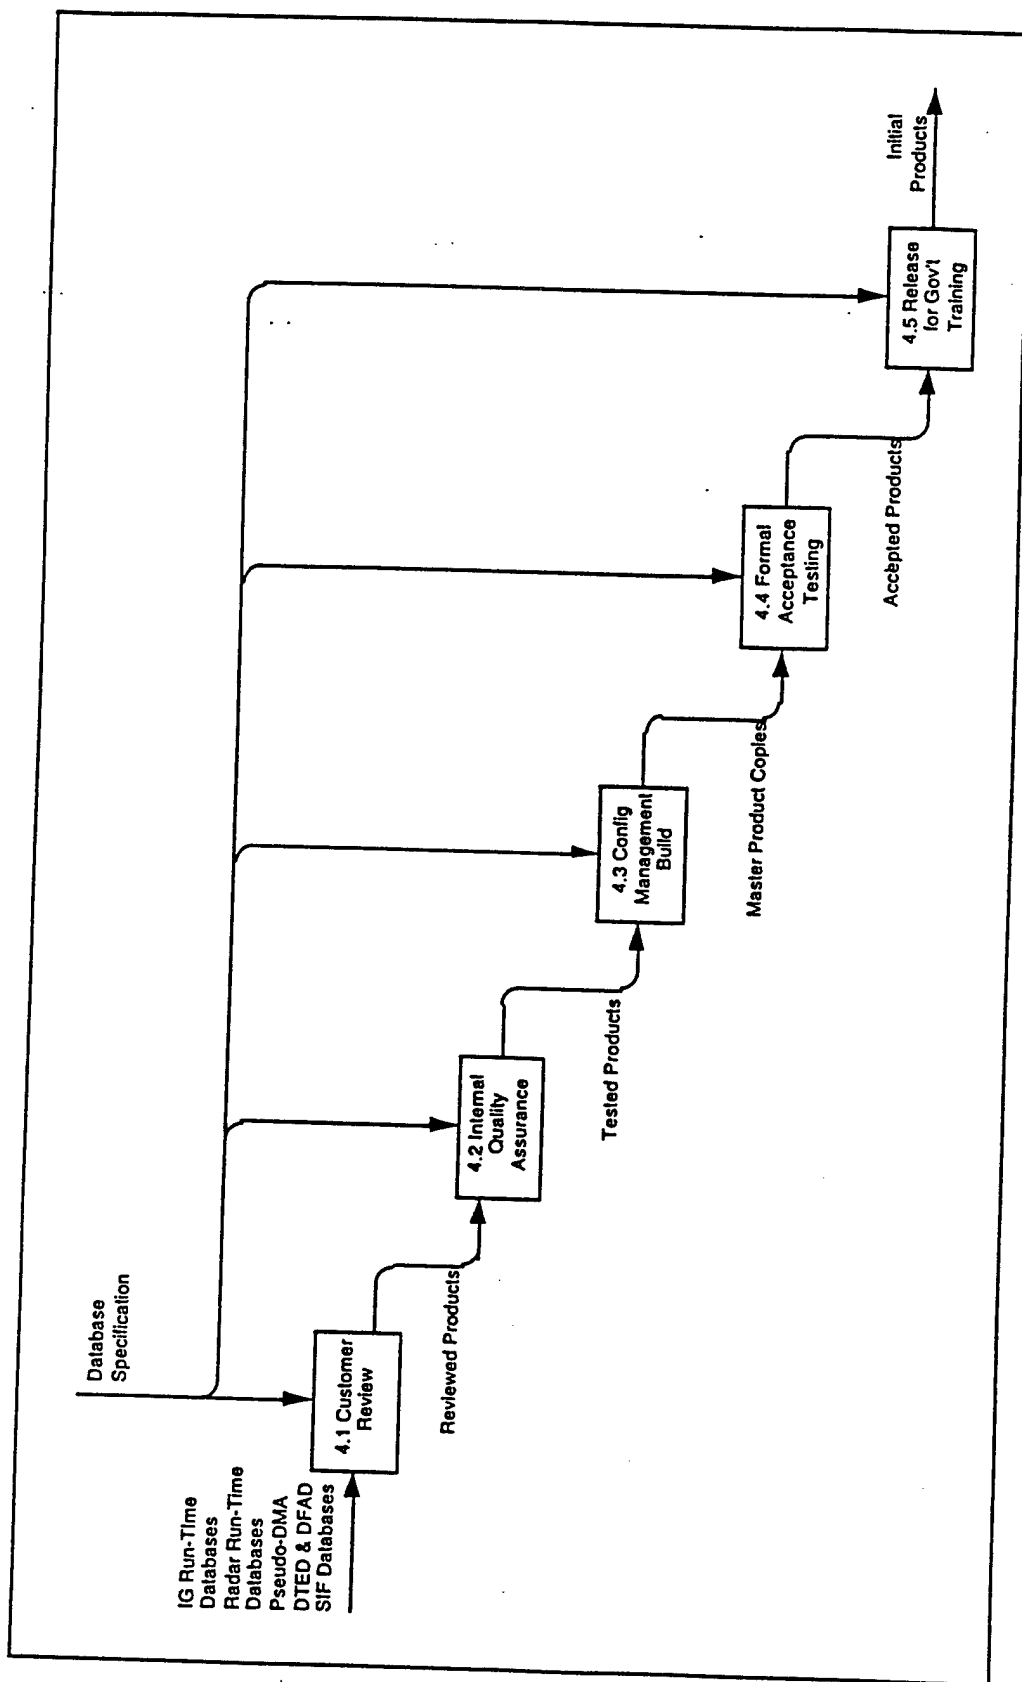 Database
Specification
IG Run-Time
Databases
Radar Run-Time
Databases
Pseudo-DMA
DTED & DFAD
SIF Databases
4.1 Customer
Review
Reviewed Products
4.2 Internal
Quality
Assurance
Tested Products
4.3 Config
Management
Build
Master Product Copies
4.4 Formal
Acceptance
Testing
Accepted Products
4.5 Release
for Gov't
Training
Initial
Products